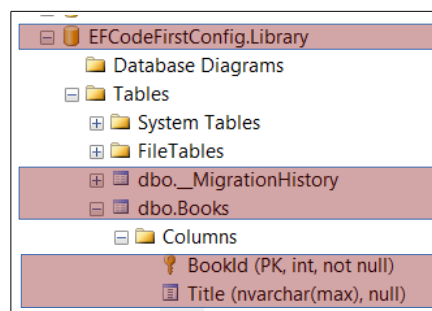 EFCodeFirstConfig.Library
Database Diagrams
Tables
System Tables
FileTables
dbo.__MigrationHistory
dbo.Books
Columns
BookId (PK, int, not null)
Title (nvarchar(max), null)